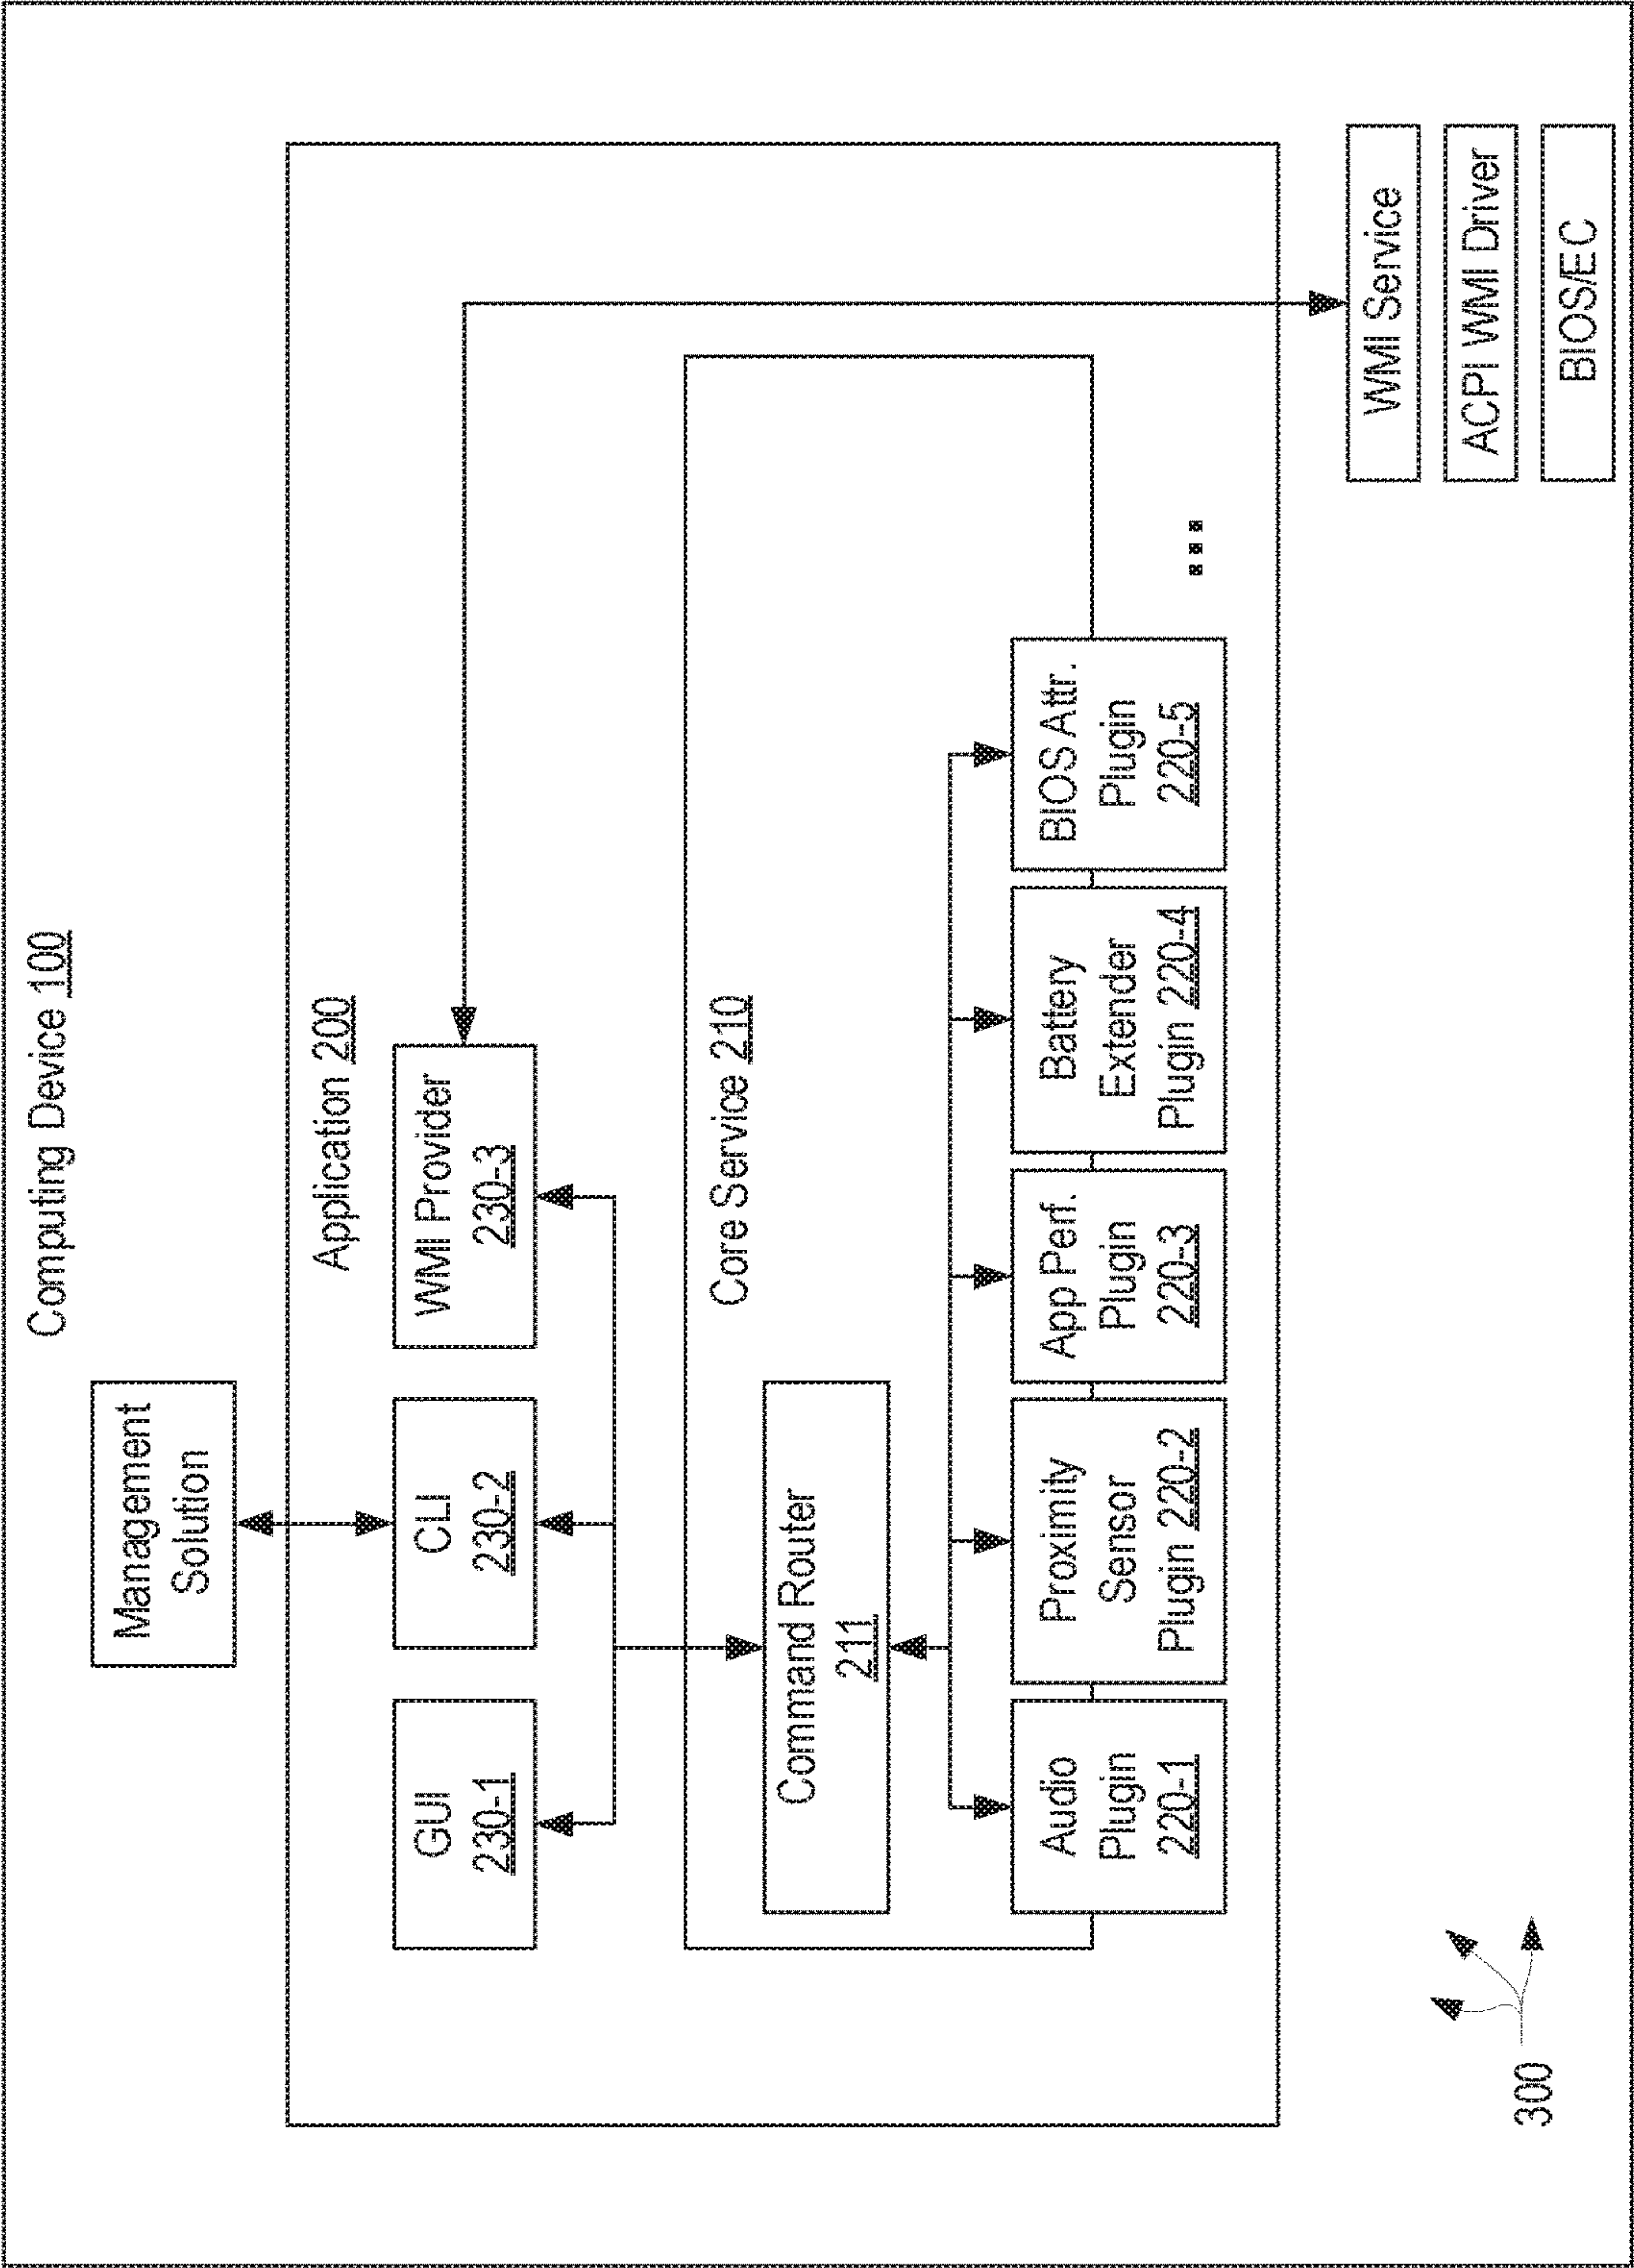 Computing Device 100
Management
Solution
Application 200
GUI
230-1
CLI
230-2
WMI Provider
230-3
Core Service 210
Command Router
211
Audio
Plugin
220-1
Proximity
Sensor
Plugin 220-2
App Perf.
Plugin
220-3
Battery
Extender
Plugin 220-4
BIOS Attr.
Plugin
220-5
...
WMI Service
ACPI WMI Driver
BIOS/EC
300